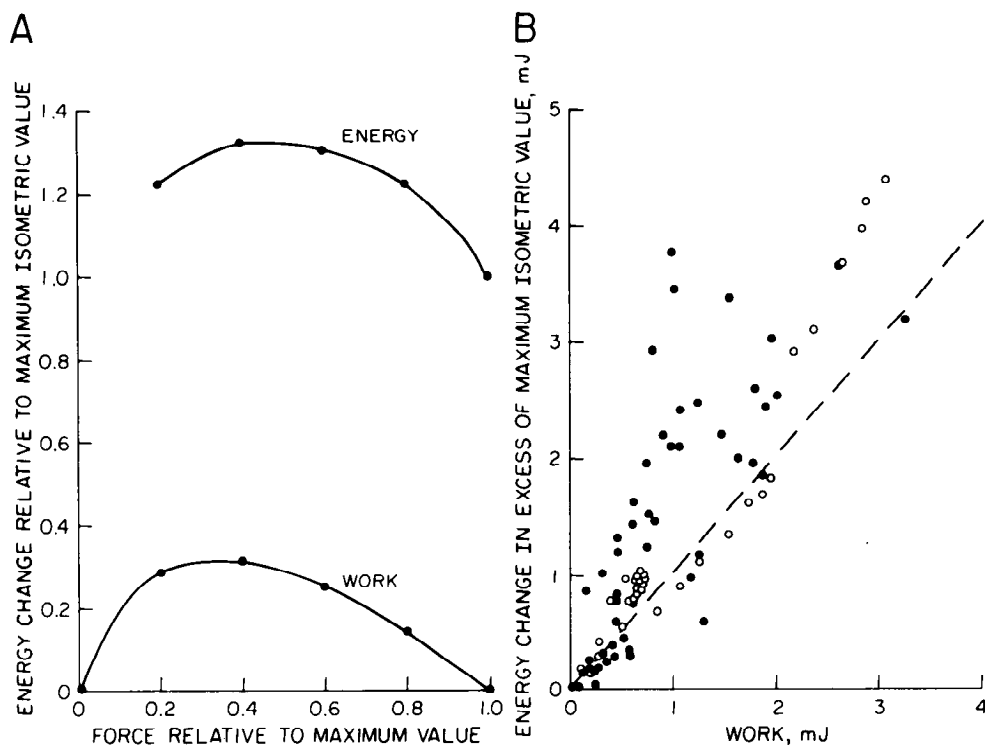 A
ENERGY CHANGE RELATIVE TO MAXIMUM ISOMETRIC VALUE
1.4
1.2
1.0
0.8
0.6
0.4
0.2
0
ENERGY
WORK
0 0.2 0.4 0.6 0.8 1.0
FORCE RELATIVE TO MAXIMUM VALUE
B
ENERGY CHANGE IN EXCESS OF MAXIMUM ISOMETRIC VALUE, mJ
5
4
3
2
1
0
0 1 2 3 4
WORK, mJ